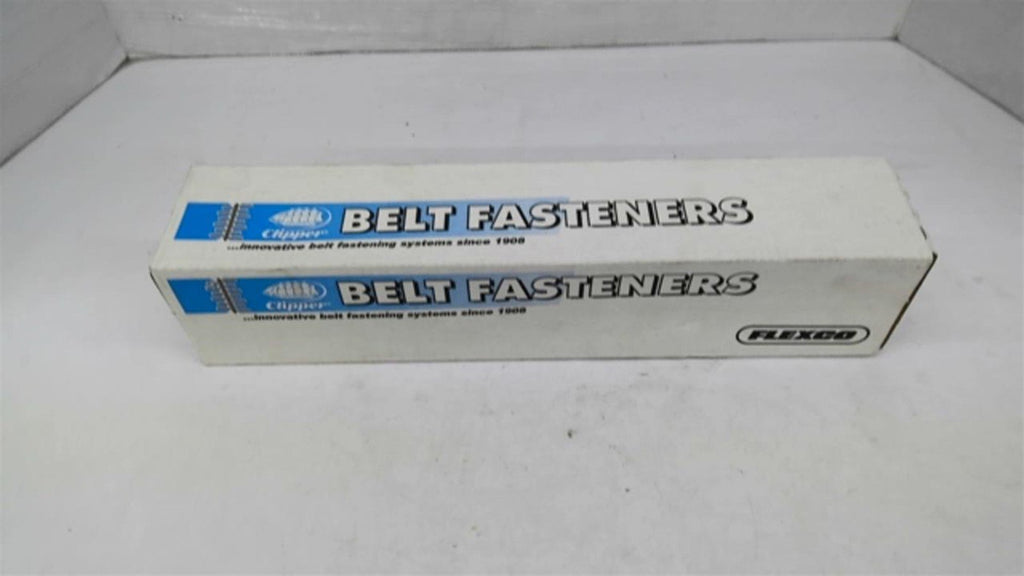 Clipper® BELT FASTENERS
...innovative belt fastening systems since 1908
Clipper® BELT FASTENERS
...innovative belt fastening systems since 1908
FLEXCO